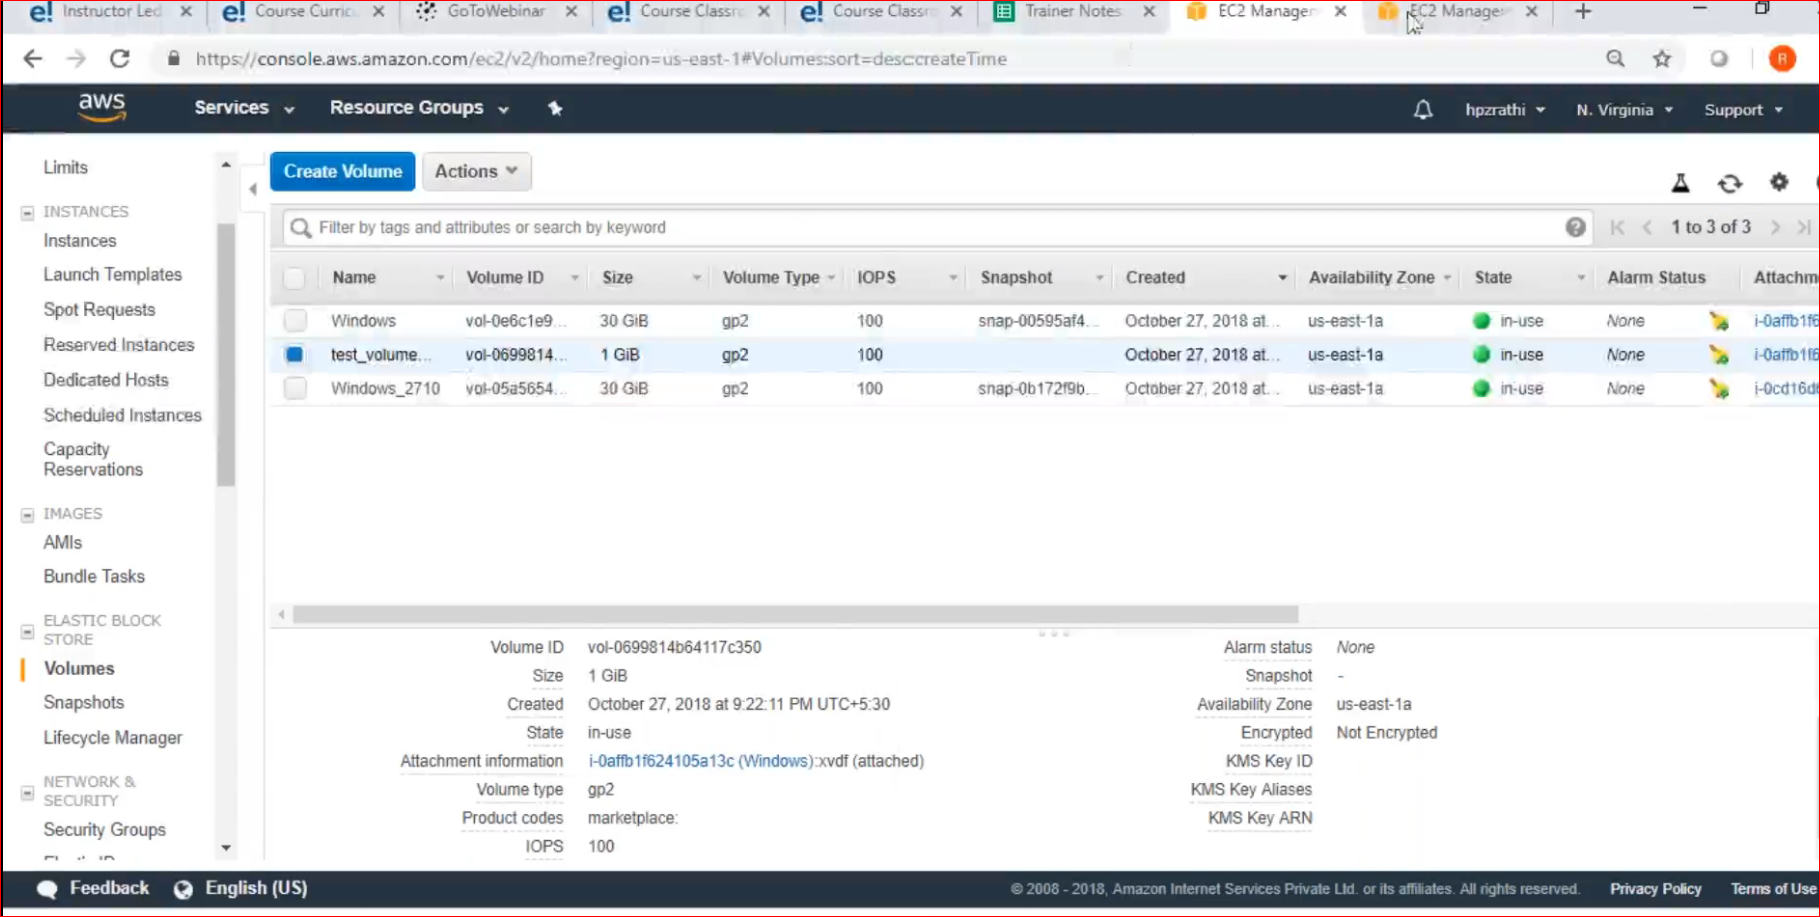 e! Instructor Led
e! Course Curric
GoToWebinar
e! Course Classro
e! Course Classro
Trainer Notes
EC2 Manager
EC2 Manage
https://console.aws.amazon.com/ec2/v2/home?region=us-east-1#Volumes:sort=desc:createTime
R
aws Services Resource Groups hpzrathi N. Virginia Support
Limits
INSTANCES
Instances
Launch Templates
Spot Requests
Reserved Instances
Dedicated Hosts
Scheduled Instances
Capacity
Reservations
IMAGES
AMIs
Bundle Tasks
ELASTIC BLOCK
STORE
Volumes
Snapshots
Lifecycle Manager
NETWORK &
SECURITY
Security Groups
Create Volume Actions
Filter by tags and attributes or search by keyword 1 to 3 of 3
Name Volume ID Size Volume Type IOPS Snapshot Created Availability Zone State Alarm Status Attachm
Windows vol-0e6c1e9... 30 GiB gp2 100 snap-00595af4... October 27, 2018 at... us-east-1a in-use None i-0affb1f6
test_volume... vol-0699814... 1 GiB gp2 100 October 27, 2018 at... us-east-1a in-use None i-0affb1f6
Windows_2710 vol-05a5654... 30 GiB gp2 100 snap-0b172f9b... October 27, 2018 at... us-east-1a in-use None i-0cd16d6
Volume ID vol-0699814b64117c350
Size 1 GiB
Created October 27, 2018 at 9:22:11 PM UTC+5:30
State in-use
Attachment information i-0affb1f624105a13c (Windows):xvdf (attached)
Volume type gp2
Product codes marketplace:
IOPS 100
Alarm status None
Snapshot -
Availability Zone us-east-1a
Encrypted Not Encrypted
KMS Key ID
KMS Key Aliases
KMS Key ARN
Feedback English (US) © 2008 - 2018, Amazon Internet Services Private Ltd. or its affiliates. All rights reserved. Privacy Policy Terms of Use